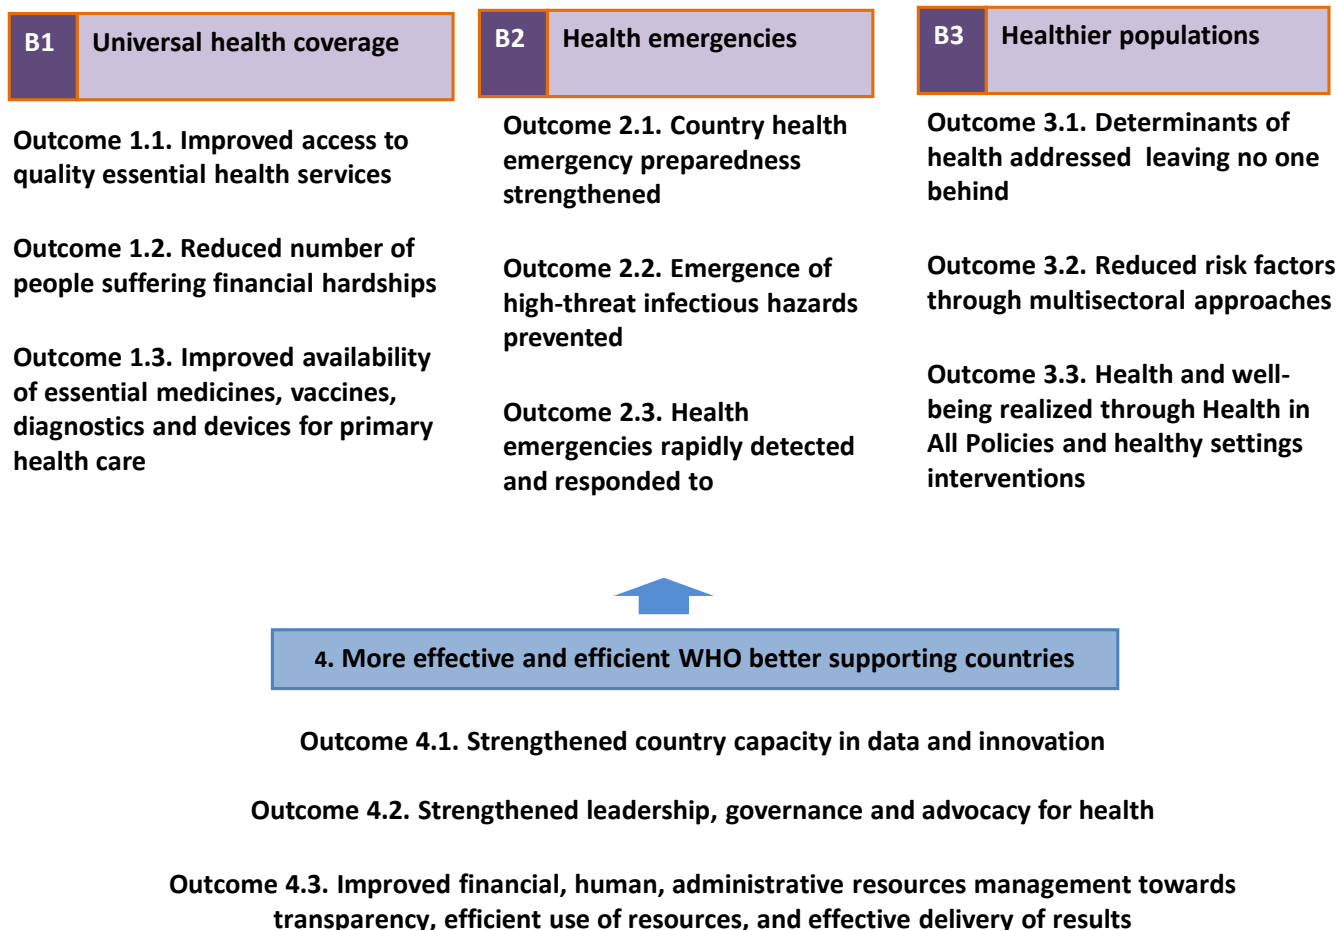 B1 Universal health coverage
Outcome 1.1. Improved access to
quality essential health services
Outcome 1.2. Reduced number of
people suffering financial hardships
Outcome 1.3. Improved availability
of essential medicines, vaccines,
diagnostics and devices for primary
health care
B2 Health emergencies
Outcome 2.1. Country health
emergency preparedness
strengthened
Outcome 2.2. Emergence of
high-threat infectious hazards
prevented
Outcome 2.3. Health
emergencies rapidly detected
and responded to
B3 Healthier populations
Outcome 3.1. Determinants of
health addressed leaving no one
behind
Outcome 3.2. Reduced risk factors
through multisectoral approaches
Outcome 3.3. Health and well-
being realized through Health in
All Policies and healthy settings
interventions
4. More effective and efficient WHO better supporting countries
Outcome 4.1. Strengthened country capacity in data and innovation
Outcome 4.2. Strengthened leadership, governance and advocacy for health
Outcome 4.3. Improved financial, human, administrative resources management towards
transparency, efficient use of resources, and effective delivery of results